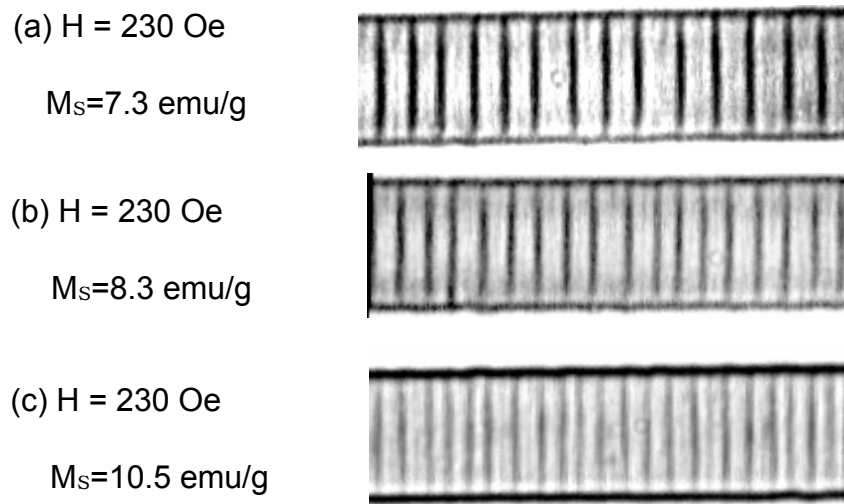 (a) H = 230 Oe
Ms=7.3 emu/g
(b) H = 230 Oe
Ms=8.3 emu/g
(c) H = 230 Oe
Ms=10.5 emu/g